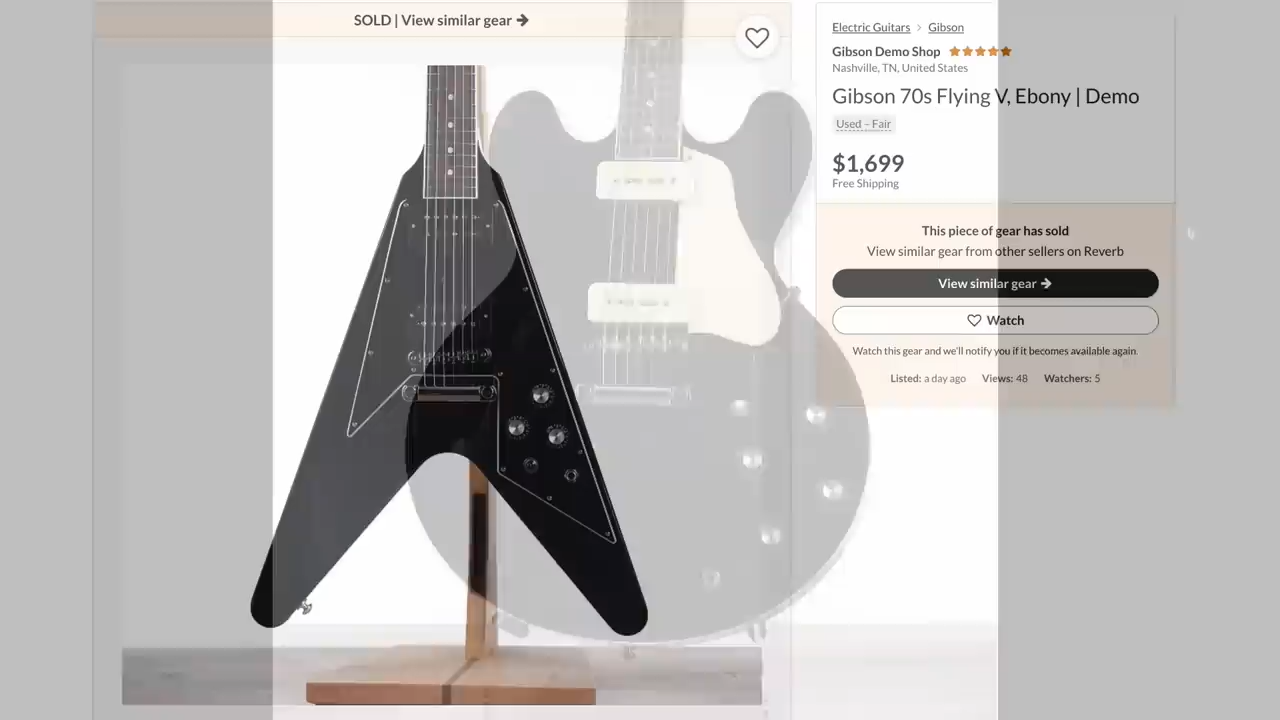 SOLD | View similar gear →
Electric Guitars > Gibson
Gibson Demo Shop ★★★★★
Nashville, TN, United States
Gibson 70s Flying V, Ebony | Demo
Used – Fair
$1,699
Free Shipping
This piece of gear has sold
View similar gear from other sellers on Reverb
View similar gear →
Watch
Watch this gear and we'll notify you if it becomes available again.
Listed: a day ago Views: 48 Watchers: 5